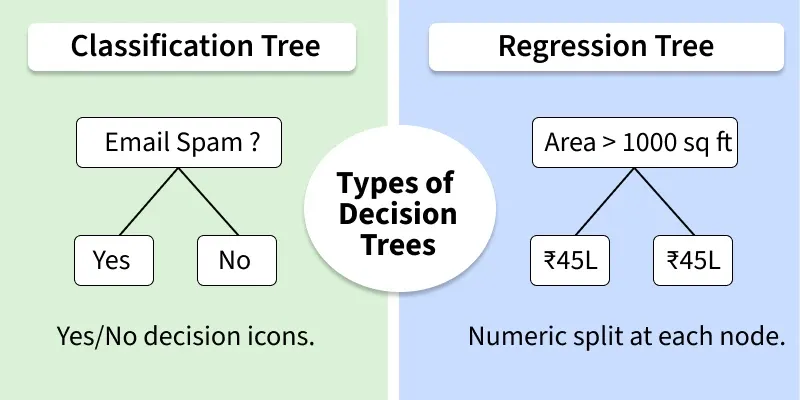 Classification Tree
Email Spam ?
Yes
No
Yes/No decision icons.
Types of
Decision
Trees
Regression Tree
Area > 1000 sq ft
₹45L
₹45L
Numeric split at each node.